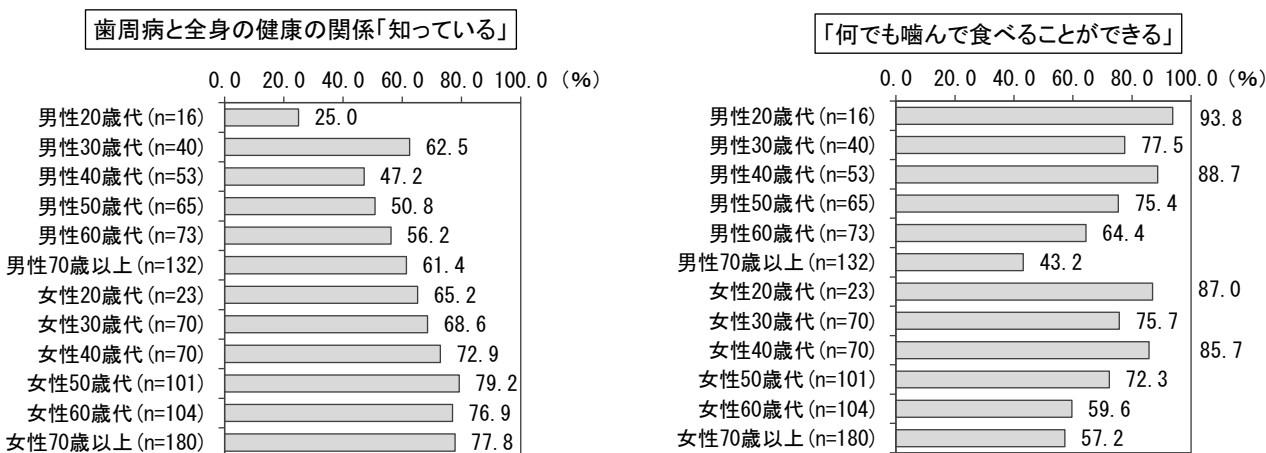 歯周病と全身の健康の関係「知っている」
0.0 20.0 40.0 60.0 80.0 100.0 (%)
男性20歳代(n=16) 25.0
男性30歳代(n=40) 62.5
男性40歳代(n=53) 47.2
男性50歳代(n=65) 50.8
男性60歳代(n=73) 56.2
男性70歳以上(n=132) 61.4
女性20歳代(n=23) 65.2
女性30歳代(n=70) 68.6
女性40歳代(n=70) 72.9
女性50歳代(n=101) 79.2
女性60歳代(n=104) 76.9
女性70歳以上(n=180) 77.8
「何でも噛んで食べることができる」
0.0 20.0 40.0 60.0 80.0 100.0 (%)
男性20歳代(n=16) 93.8
男性30歳代(n=40) 77.5
男性40歳代(n=53) 88.7
男性50歳代(n=65) 75.4
男性60歳代(n=73) 64.4
男性70歳以上(n=132) 43.2
女性20歳代(n=23) 87.0
女性30歳代(n=70) 75.7
女性40歳代(n=70) 85.7
女性50歳代(n=101) 72.3
女性60歳代(n=104) 59.6
女性70歳以上(n=180) 57.2